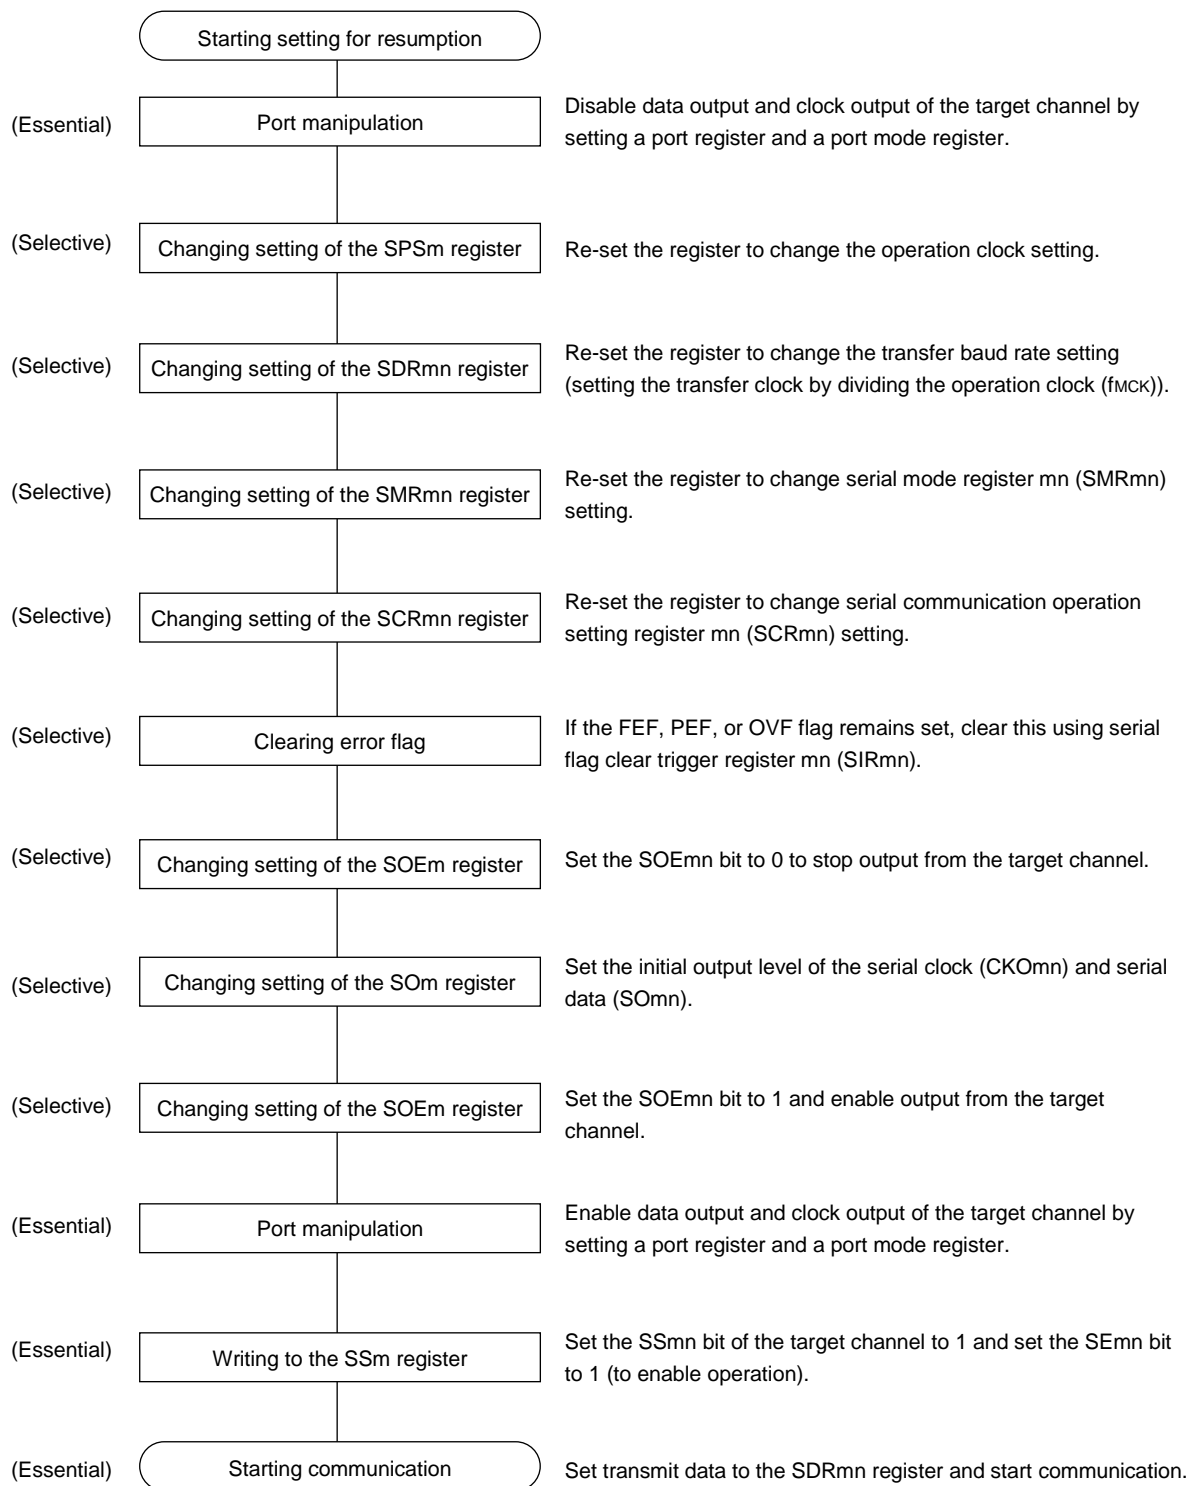 Starting setting for resumption
(Essential)
Port manipulation
Disable data output and clock output of the target channel by
setting a port register and a port mode register.
(Selective)
Changing setting of the SPSm register
Re-set the register to change the operation clock setting.
(Selective)
Changing setting of the SDRmn register
Re-set the register to change the transfer baud rate setting
(setting the transfer clock by dividing the operation clock (fMCK)).
(Selective)
Changing setting of the SMRmn register
Re-set the register to change serial mode register mn (SMRmn)
setting.
(Selective)
Changing setting of the SCRmn register
Re-set the register to change serial communication operation
setting register mn (SCRmn) setting.
(Selective)
Clearing error flag
If the FEF, PEF, or OVF flag remains set, clear this using serial
flag clear trigger register mn (SIRmn).
(Selective)
Changing setting of the SOEm register
Set the SOEmn bit to 0 to stop output from the target channel.
(Selective)
Changing setting of the SOm register
Set the initial output level of the serial clock (CKOmn) and serial
data (SOmn).
(Selective)
Changing setting of the SOEm register
Set the SOEmn bit to 1 and enable output from the target
channel.
(Essential)
Port manipulation
Enable data output and clock output of the target channel by
setting a port register and a port mode register.
(Essential)
Writing to the SSm register
Set the SSmn bit of the target channel to 1 and set the SEmn bit
to 1 (to enable operation).
(Essential)
Starting communication
Set transmit data to the SDRmn register and start communication.